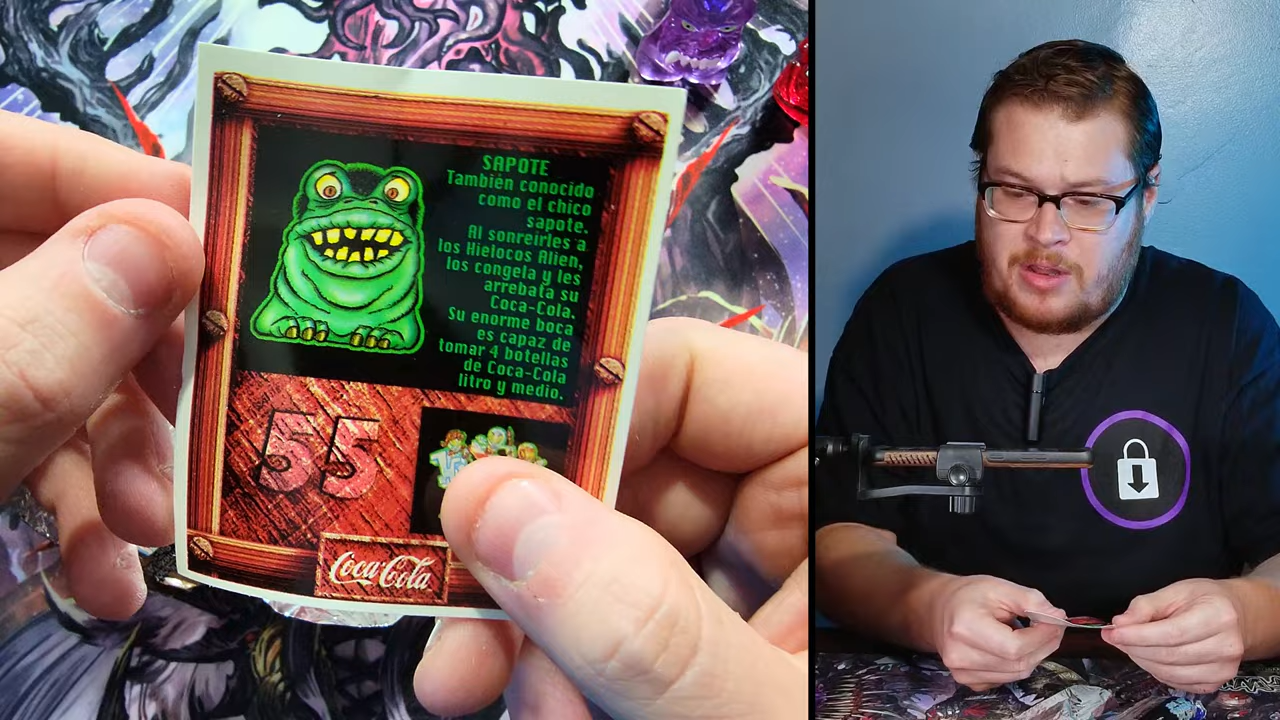 SAPOTE
También conocido
como el chico
sapote.
Al sonreírles a
los Hielocos Alien,
los congela y les
arrebata su
Coca-Cola.
Su enorme boca
es capaz de
tomar 4 botellas
de Coca-Cola
litro y medio.
55
Coca-Cola